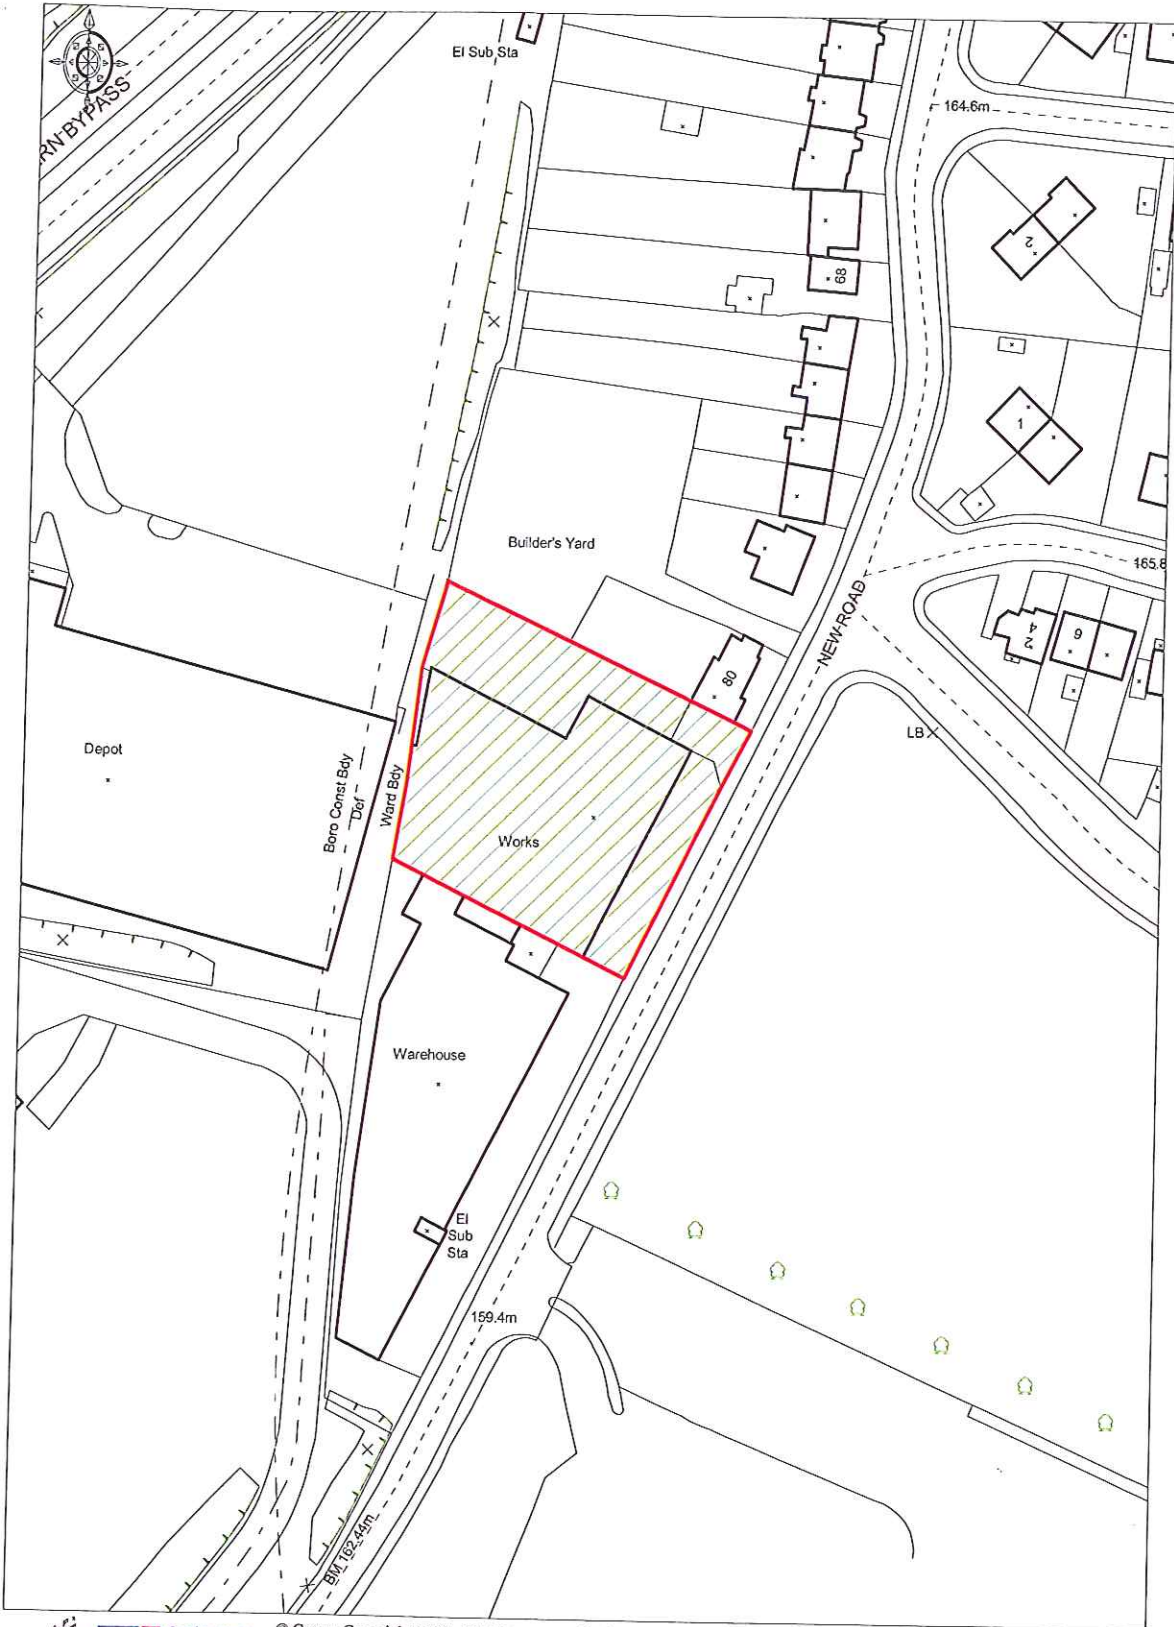 El Sub Sta
RN BYPASS
164.6m
2
68
1
Builder's Yard
165.8
NEW ROAD
2
4
6
80
LB
Depot
Boro Const Bdy
Def
Ward Bdy
Works
Warehouse
El
Sub
Sta
159.4m
BM 162.44m